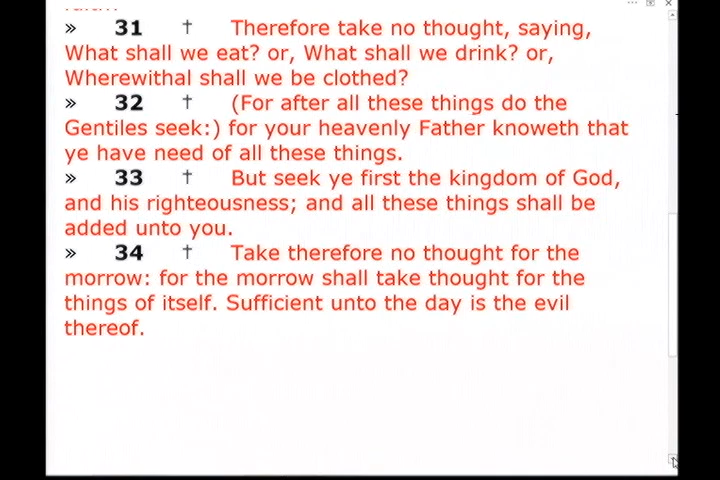 » 31 † Therefore take no thought, saying,
What shall we eat? or, What shall we drink? or,
Wherewithal shall we be clothed?
» 32 † (For after all these things do the
Gentiles seek:) for your heavenly Father knoweth that
ye have need of all these things.
» 33 † But seek ye first the kingdom of God,
and his righteousness; and all these things shall be
added unto you.
» 34 † Take therefore no thought for the
morrow: for the morrow shall take thought for the
things of itself. Sufficient unto the day is the evil
thereof.